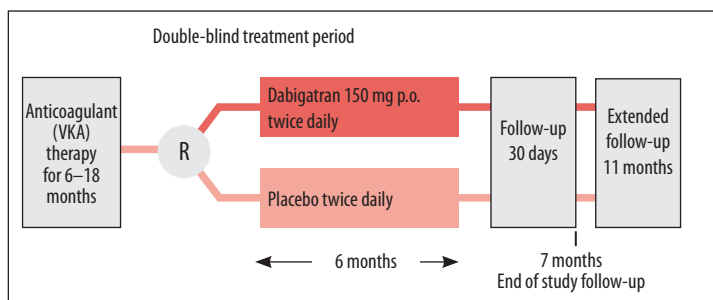 Double-blind treatment period
Anticoagulant
(VKA)
therapy
for 6–18
months
R
Dabigatran 150 mg p.o.
twice daily
Placebo twice daily
6 months
Follow-up
30 days
Extended
follow-up
11 months
7 months
End of study follow-up